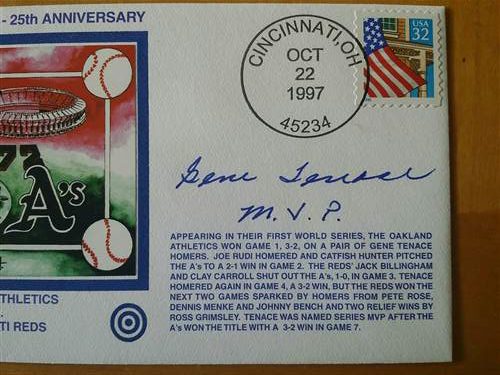 - 25th ANNIVERSARY
CINCINNATI, OH
OCT
22
1997
45234
USA
32
A's
Gene Tenace
M.V.P.
APPEARING IN THEIR FIRST WORLD SERIES, THE OAKLAND
ATHLETICS WON GAME 1, 3-2, ON A PAIR OF GENE TENACE
HOMERS. JOE RUDI HOMERED AND CATFISH HUNTER PITCHED
THE A's TO A 2-1 WIN IN GAME 2. THE REDS' JACK BILLINGHAM
AND CLAY CARROLL SHUT OUT THE A's, 1-0, IN GAME 3. TENACE
HOMERED AGAIN IN GAME 4, A 3-2 WIN, BUT THE REDS WON THE
NEXT TWO GAMES SPARKED BY HOMERS FROM PETE ROSE,
DENNIS MENKE AND JOHNNY BENCH AND TWO RELIEF WINS BY
ROSS GRIMSLEY. TENACE WAS NAMED SERIES MVP AFTER THE
A's WON THE TITLE WITH A 3-2 WIN IN GAME 7.
ATHLETICS
TI REDS